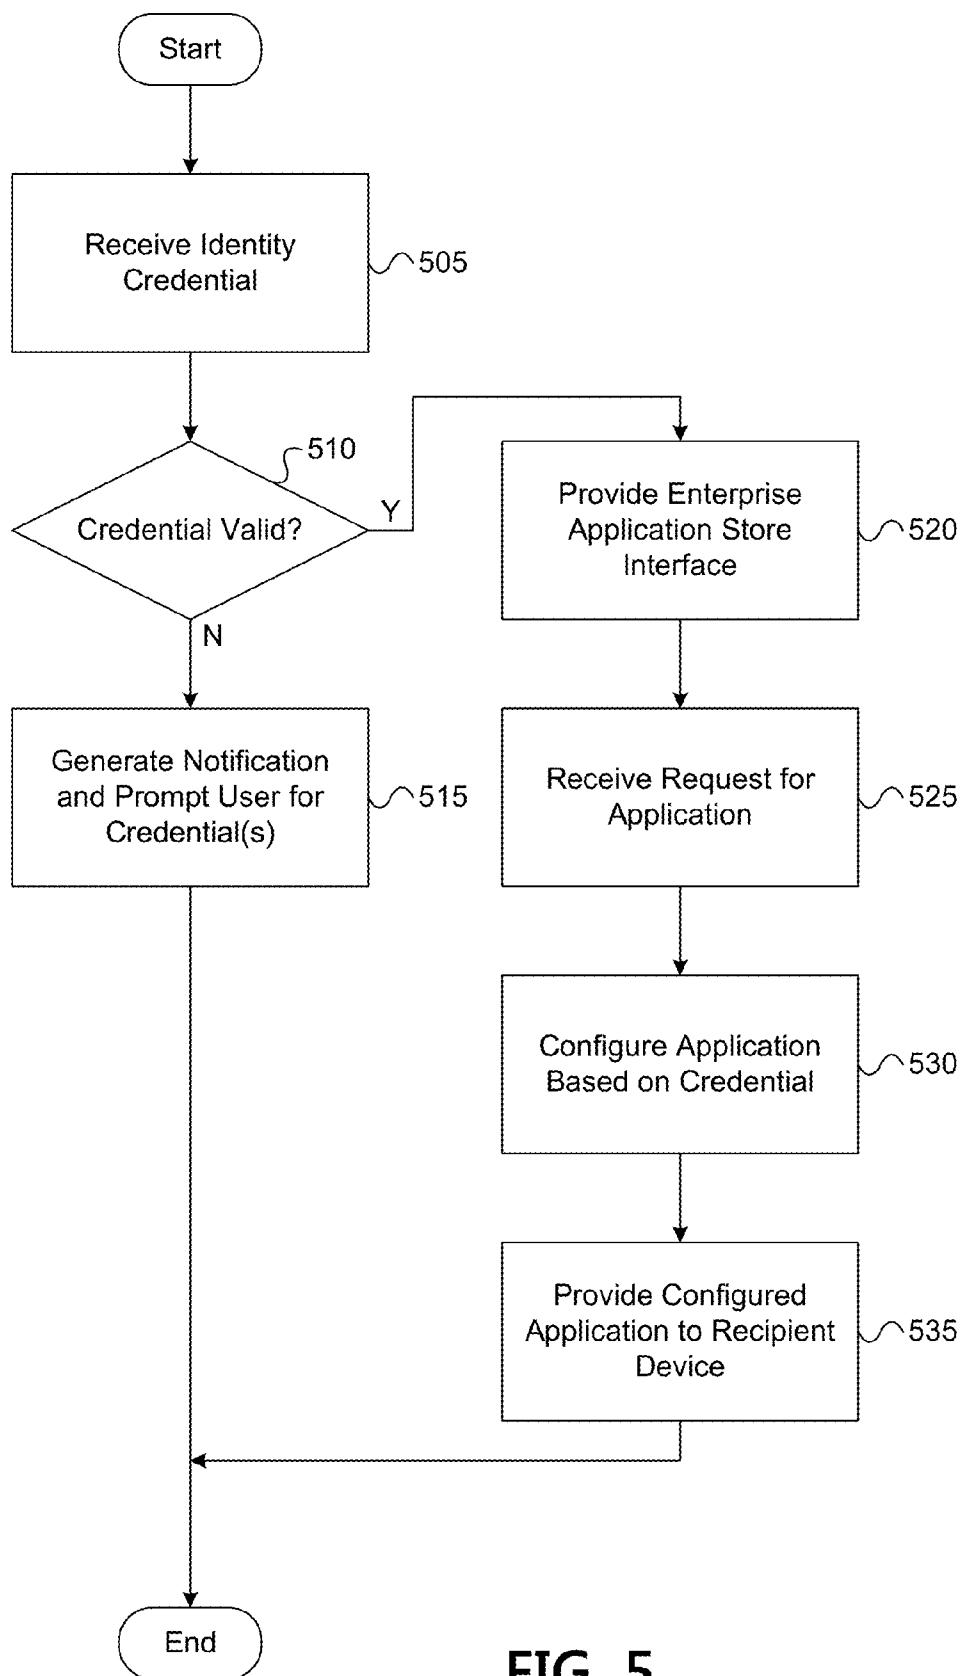 Start
Receive Identity
Credential
505
510
Credential Valid?
Y
N
Generate Notification
and Prompt User for
Credential(s)
515
Provide Enterprise
Application Store
Interface
520
Receive Request for
Application
525
Configure Application
Based on Credential
530
Provide Configured
Application to Recipient
Device
535
End
FIG. 5